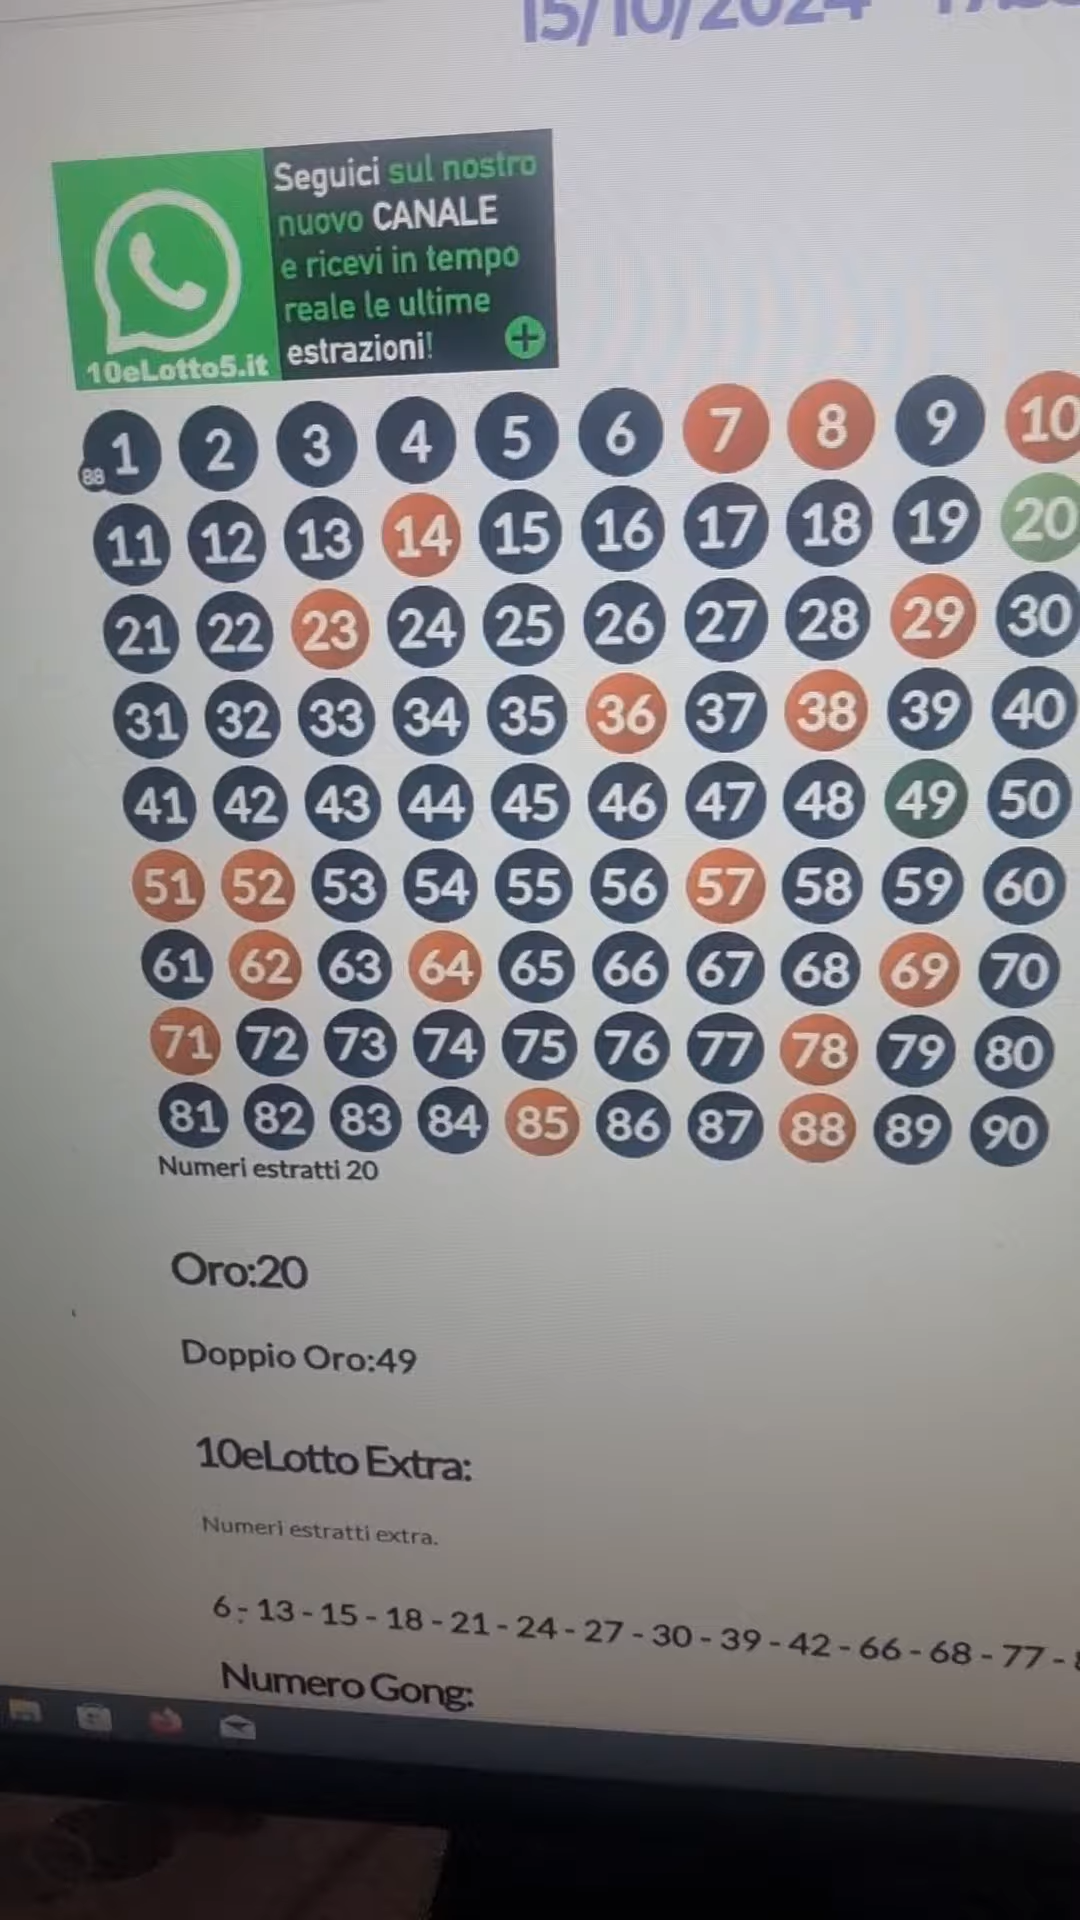 15/10/2024
Seguici sul nostro
nuovo CANALE
e ricevi in tempo
reale le ultime
estrazioni!
10eLotto5.it
1 2 3 4 5 6 7 8 9 10
88
11 12 13 14 15 16 17 18 19 20
21 22 23 24 25 26 27 28 29 30
31 32 33 34 35 36 37 38 39 40
41 42 43 44 45 46 47 48 49 50
51 52 53 54 55 56 57 58 59 60
61 62 63 64 65 66 67 68 69 70
71 72 73 74 75 76 77 78 79 80
81 82 83 84 85 86 87 88 89 90
Numeri estratti 20
Oro:20
Doppio Oro:49
10eLotto Extra:
Numeri estratti extra.
6 - 13 - 15 - 18 - 21 - 24 - 27 - 30 - 39 - 42 - 66 - 68 - 77 -
Numero Gong: